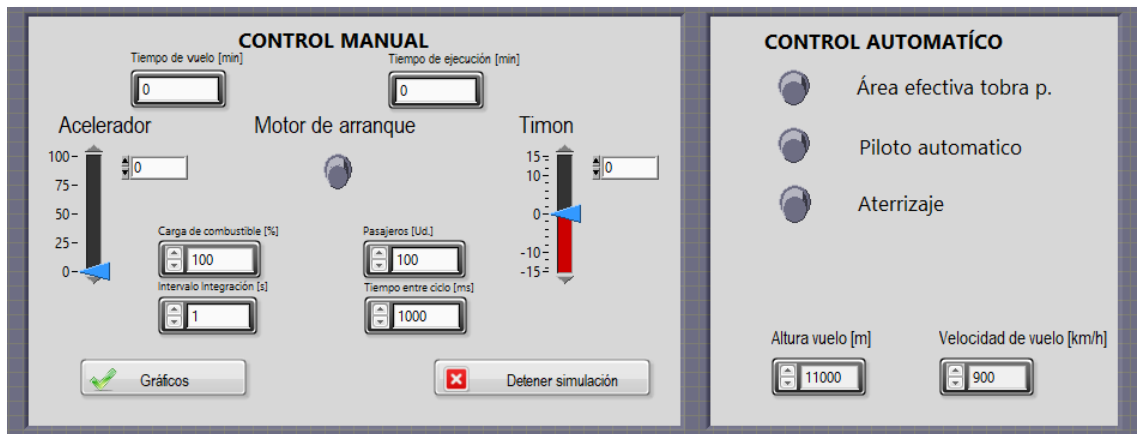 CONTROL MANUAL
Tiempo de vuelo [min]
Tiempo de ejecución [min]
0
0
Acelerador
Motor de arranque
Timon
100
75
50
25
0
0
15
10
0
-10
-15
0
Carga de combustible [%]
100
Pasajeros [Ud.]
100
Intervalo Integración [s]
1
Tiempo entre ciclo [ms]
1000
Gráficos
Detener simulación
CONTROL AUTOMATÍCO
Área efectiva tobra p.
Piloto automatico
Aterrizaje
Altura vuelo [m]
Velocidad de vuelo [km/h]
11000
900